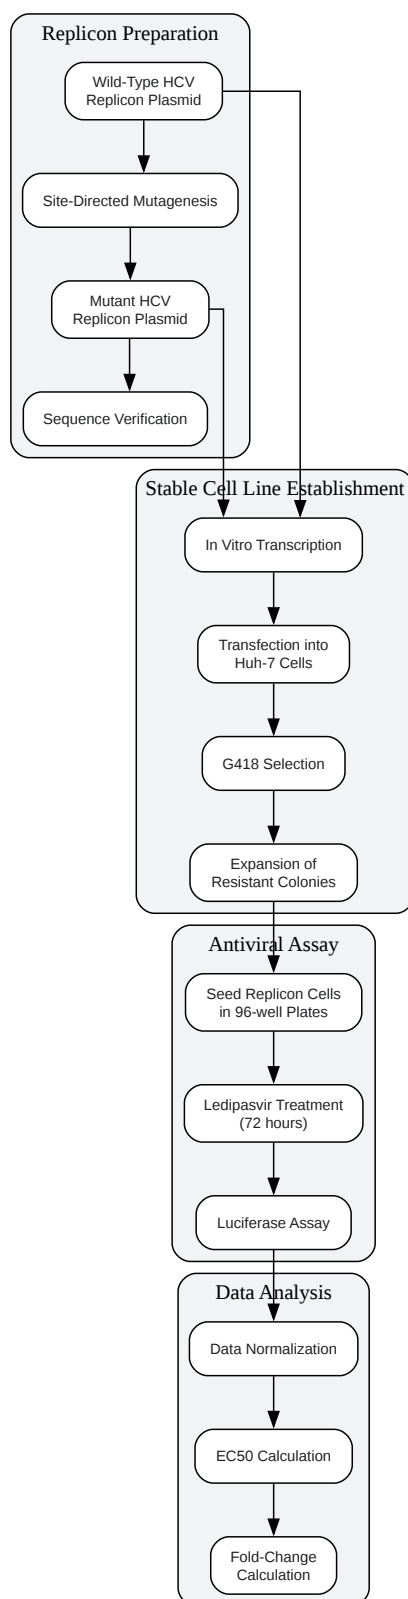 Replicon Preparation
Wild-Type HCV
Replicon Plasmid
Site-Directed Mutagenesis
Mutant HCV
Replicon Plasmid
Sequence Verification
Stable Cell Line Establishment
In Vitro Transcription
Transfection into
Huh-7 Cells
G418 Selection
Expansion of
Resistant Colonies
Antiviral Assay
Seed Replicon Cells
in 96-well Plates
Ledipasvir Treatment
(72 hours)
Luciferase Assay
Data Analysis
Data Normalization
EC50 Calculation
Fold-Change
Calculation